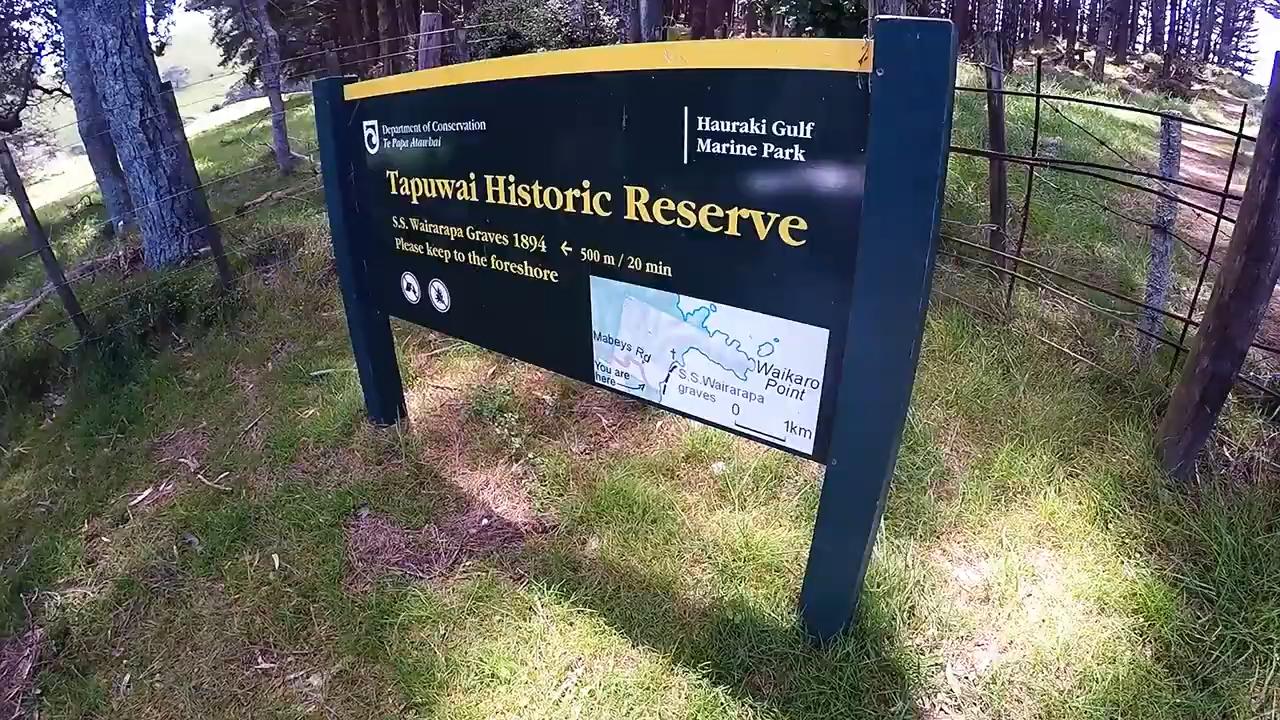 Department of Conservation
Te Papa Atawbai
Hauraki Gulf
Marine Park
Tapuwai Historic Reserve
S.S. Wairarapa Graves 1894 ← 500 m / 20 min
Please keep to the foreshore
Mabeys Rd
You are
here
S.S.Wairarapa
graves
Waikaro
Point
0
1km